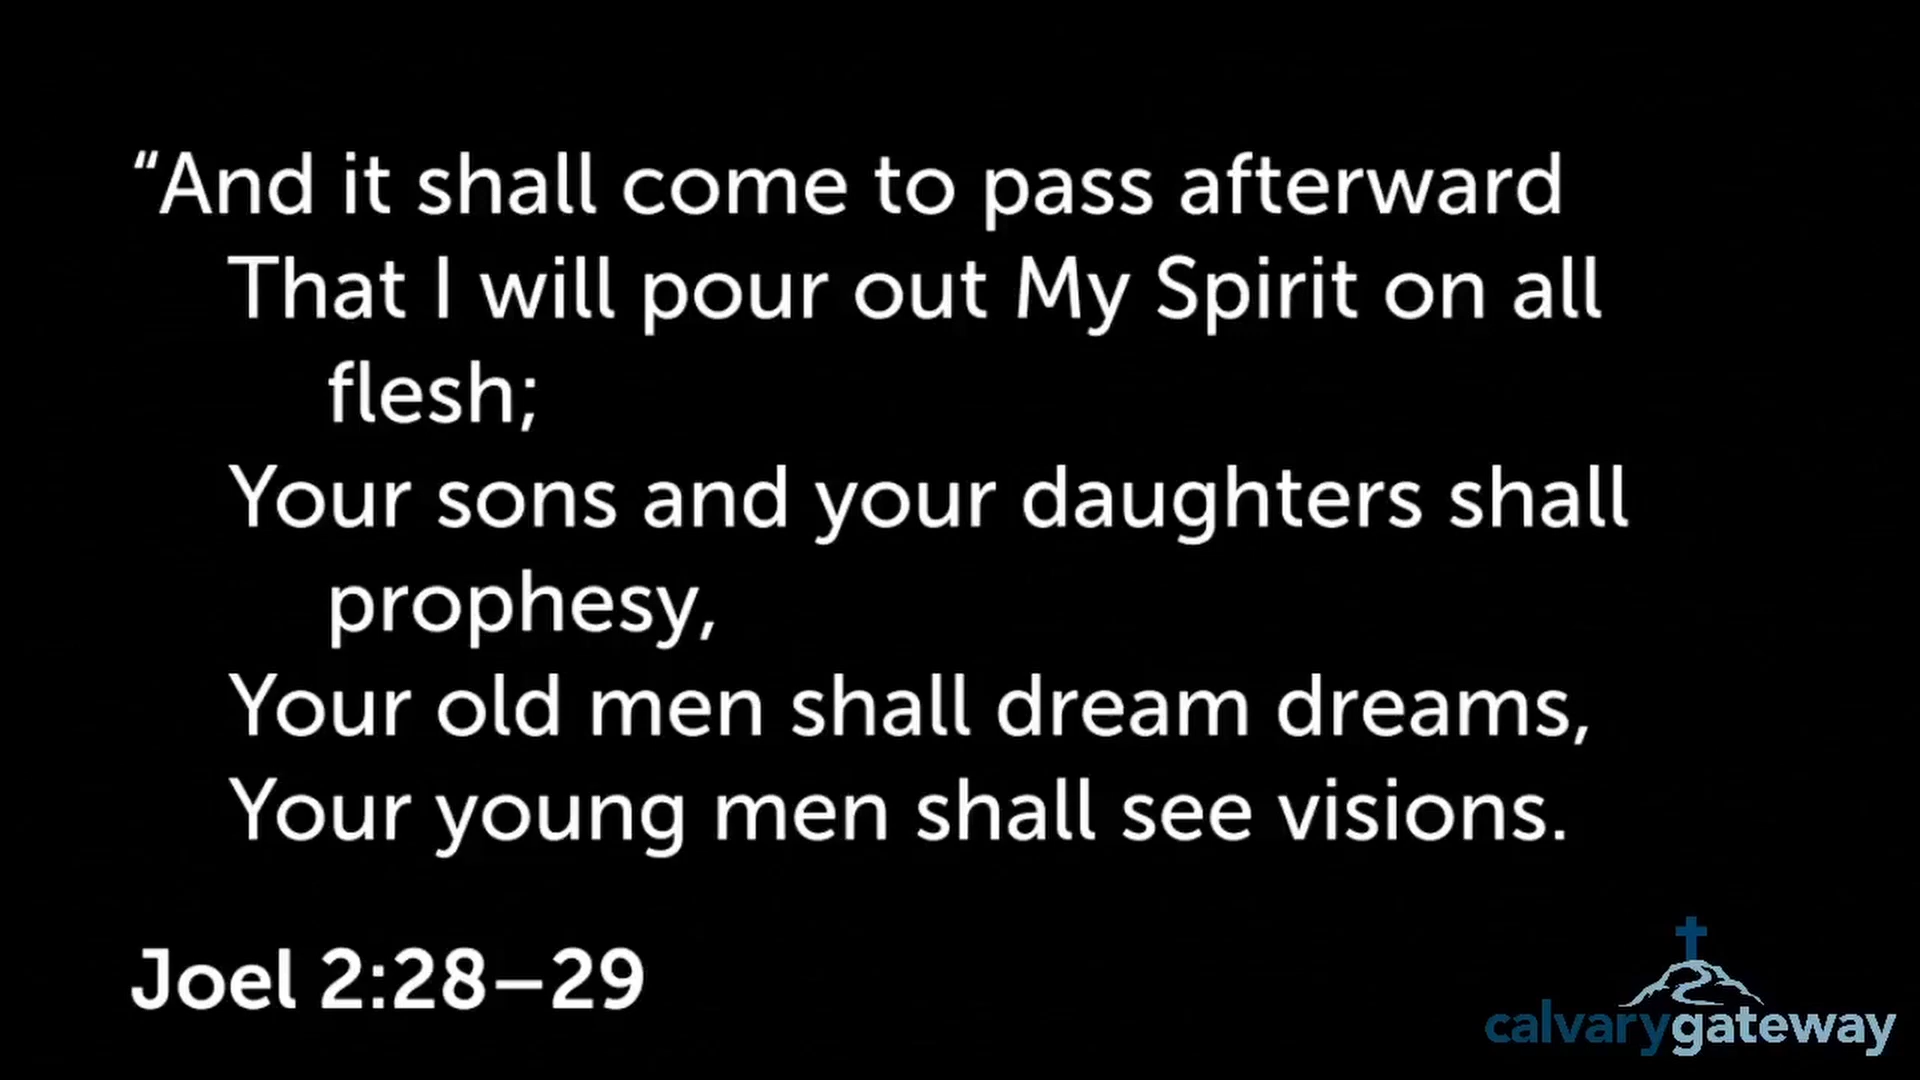 “And it shall come to pass afterward
That I will pour out My Spirit on all
flesh;
Your sons and your daughters shall
prophesy,
Your old men shall dream dreams,
Your young men shall see visions.
Joel 2:28–29
calvarygateway